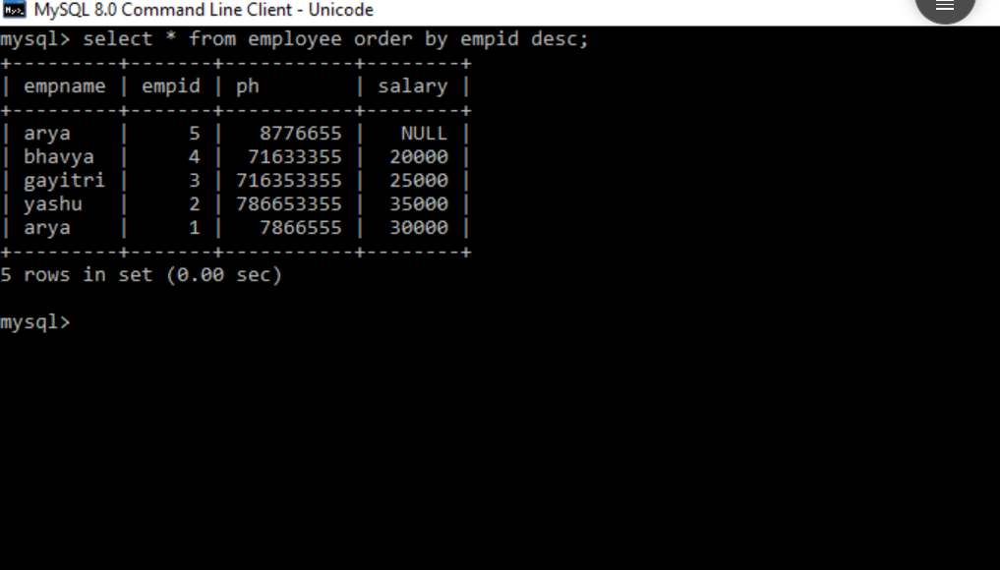 MySQL 8.0 Command Line Client - Unicode
mysql> select * from employee order by empid desc;
+---------+-------+-----------+--------+
| empname | empid | ph        | salary |
+---------+-------+-----------+--------+
| arya    |     5 |   8776655 |   NULL |
| bhavya  |     4 |  71633355 |  20000 |
| gayitri |     3 | 716353355 |  25000 |
| yashu   |     2 | 786653355 |  35000 |
| arya    |     1 |   7866555 |  30000 |
+---------+-------+-----------+--------+
5 rows in set (0.00 sec)
mysql>